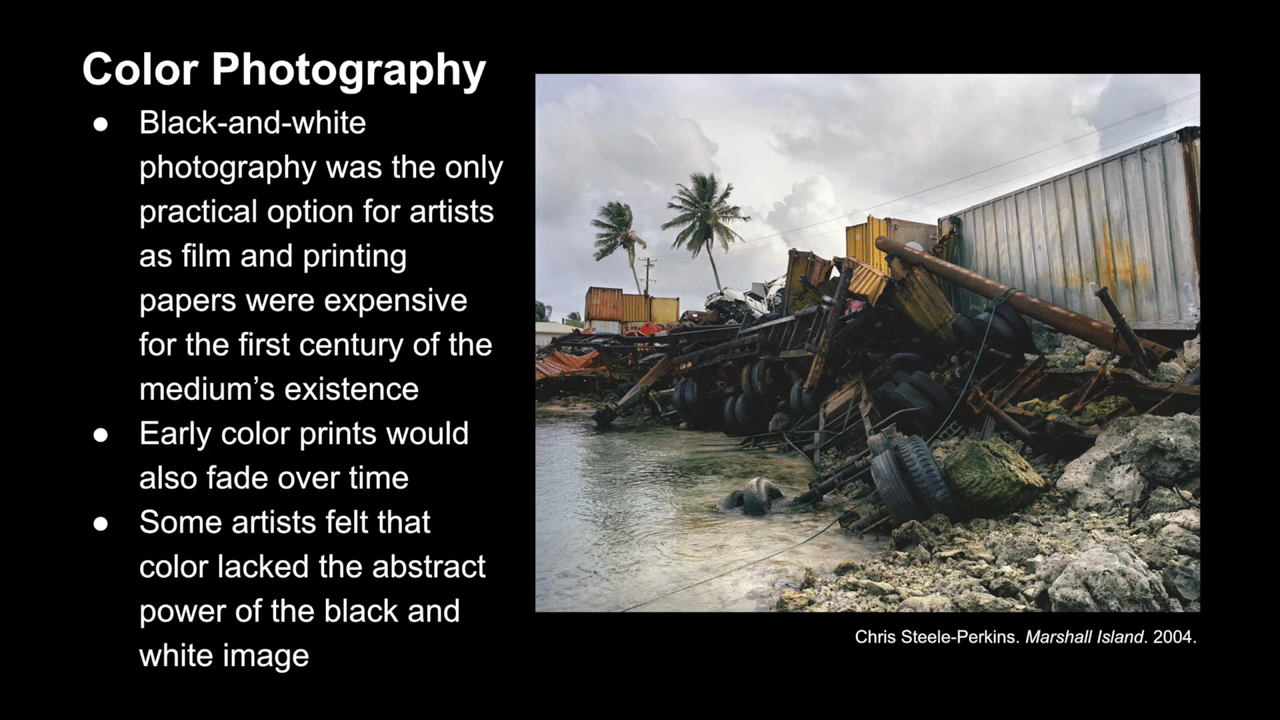 Color Photography
● Black-and-white
photography was the only
practical option for artists
as film and printing
papers were expensive
for the first century of the
medium’s existence
● Early color prints would
also fade over time
● Some artists felt that
color lacked the abstract
power of the black and
white image
Chris Steele-Perkins. Marshall Island. 2004.